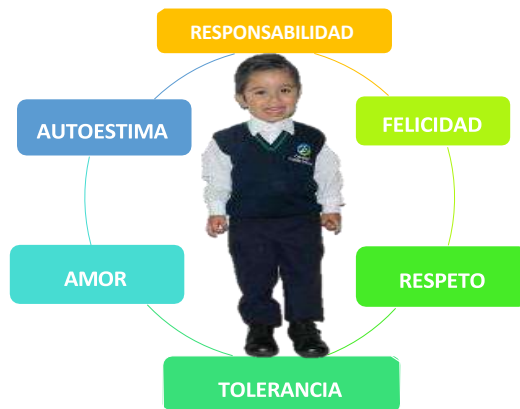 RESPONSABILIDAD
AUTOESTIMA
FELICIDAD
AMOR
RESPETO
TOLERANCIA